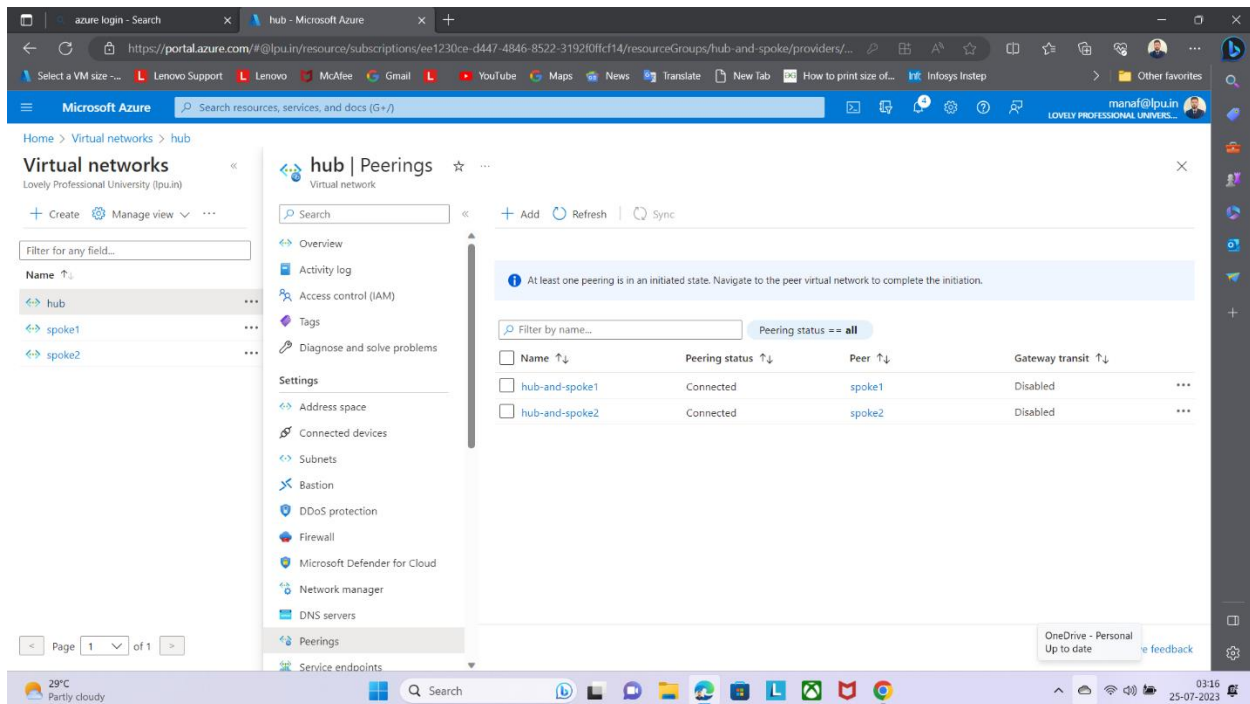 azure login - Search
hub - Microsoft Azure
https://portal.azure.com/#@lpu.in/resource/subscriptions/ee1230ce-d447-4846-8522-3192f0ffcf14/resourceGroups/hub-and-spoke/providers/...
Select a VM size -... Lenovo Support Lenovo McAfee Gmail YouTube Maps News Translate New Tab How to print size of... Infosys Instep Other favorites
Microsoft Azure
Search resources, services, and docs (G+/)
4
manaf@lpu.in
LOVELY PROFESSIONAL UNIVERS...
Home > Virtual networks > hub
Virtual networks
Lovely Professional University (lpu.in)
+ Create Manage view ...
Filter for any field...
Name ↑↓
hub ...
spoke1 ...
spoke2 ...
< Page 1 of 1 >
hub | Peerings ...
Virtual network
Search
Overview
Activity log
Access control (IAM)
Tags
Diagnose and solve problems
Settings
Address space
Connected devices
Subnets
Bastion
DDoS protection
Firewall
Microsoft Defender for Cloud
Network manager
DNS servers
Peerings
Service endpoints
+ Add Refresh Sync
At least one peering is in an initiated state. Navigate to the peer virtual network to complete the initiation.
Filter by name... Peering status == all
Name ↑↓ Peering status ↑↓ Peer ↑↓ Gateway transit ↑↓
hub-and-spoke1 Connected spoke1 Disabled ...
hub-and-spoke2 Connected spoke2 Disabled ...
OneDrive - Personal
Up to date
e feedback
29°C
Partly cloudy
Search
03:16
25-07-2023